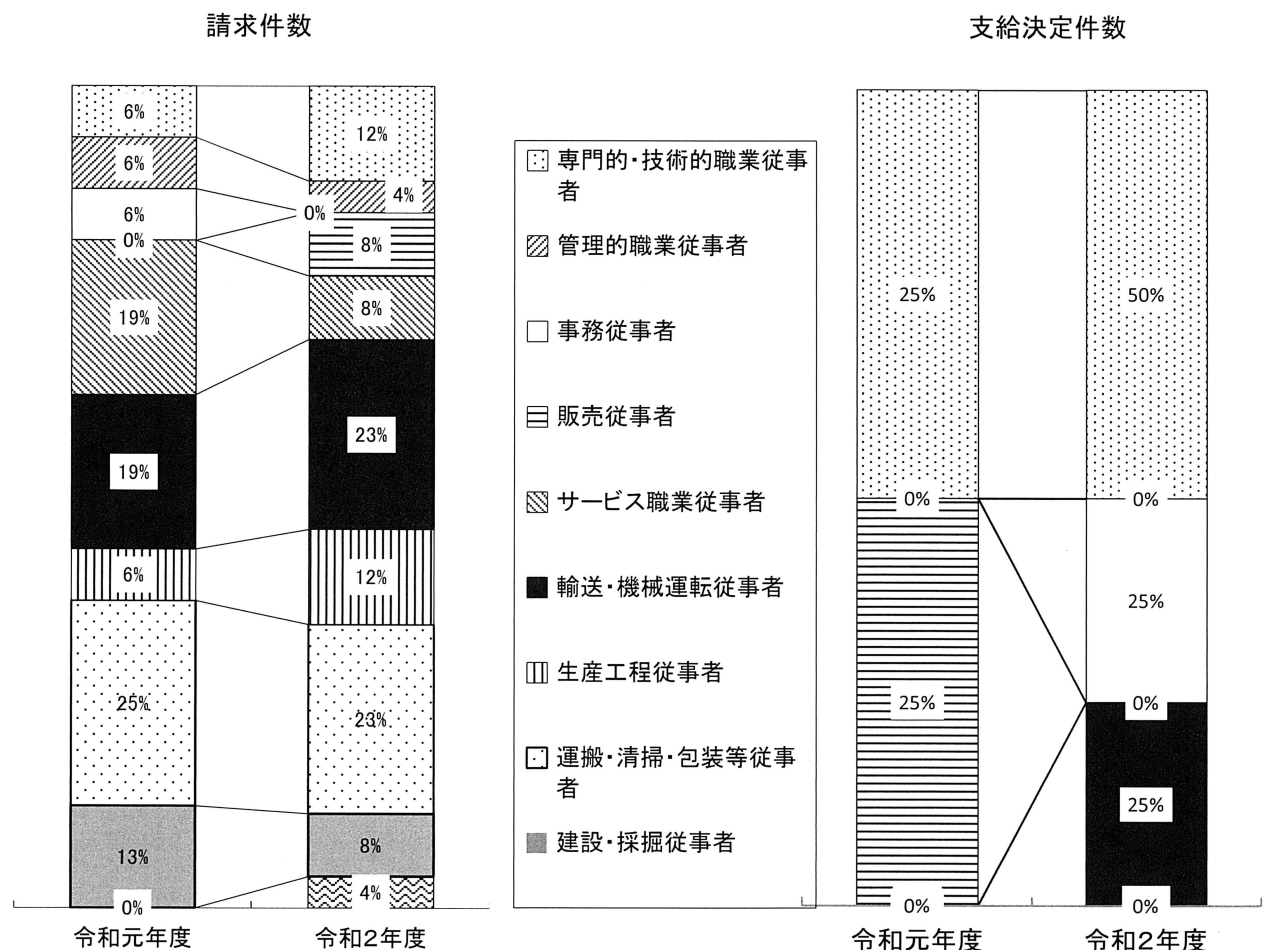 請求件数
支給決定件数
6%
6%
6%
0%
19%
19%
6%
25%
13%
0%
令和元年度
12%
4%
0%
8%
8%
23%
12%
23%
8%
4%
令和2年度
専門的・技術的職業従事
者
管理的職業従事者
事務従事者
販売従事者
サービス職業従事者
輸送・機械運転従事者
生産工程従事者
運搬・清掃・包装等従事
者
建設・採掘従事者
25%
0%
25%
0%
令和元年度
50%
0%
25%
0%
25%
0%
令和2年度